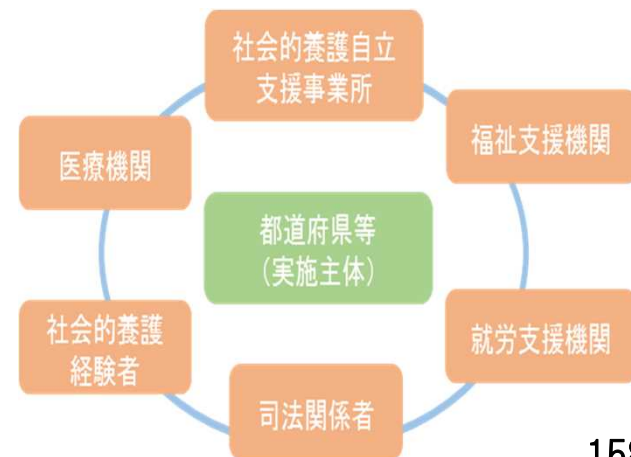 社会的養護自立
支援事業所
医療機関
福祉支援機関
都道府県等
（実施主体）
社会的養護
経験者
就労支援機関
司法関係者